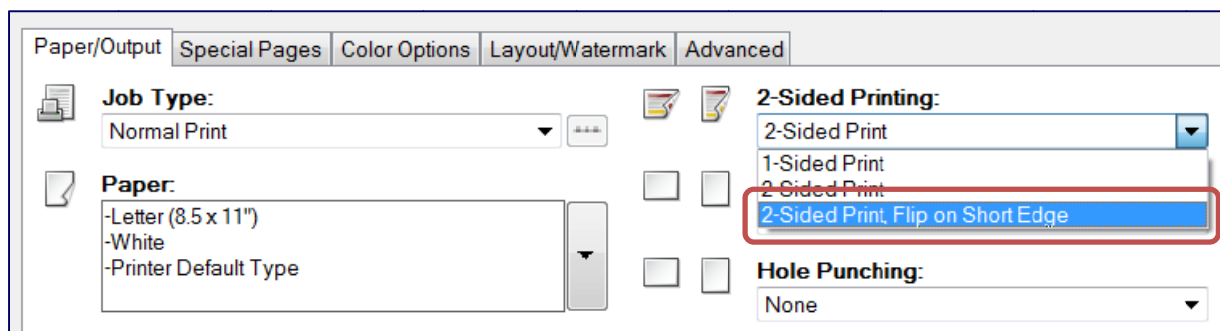 Paper/Output Special Pages Color Options Layout/Watermark Advanced
Job Type:
Normal Print
Paper:
-Letter (8.5 x 11")
-White
-Printer Default Type
2-Sided Printing:
2-Sided Print
1-Sided Print
2-Sided Print
2-Sided Print, Flip on Short Edge
Hole Punching:
None